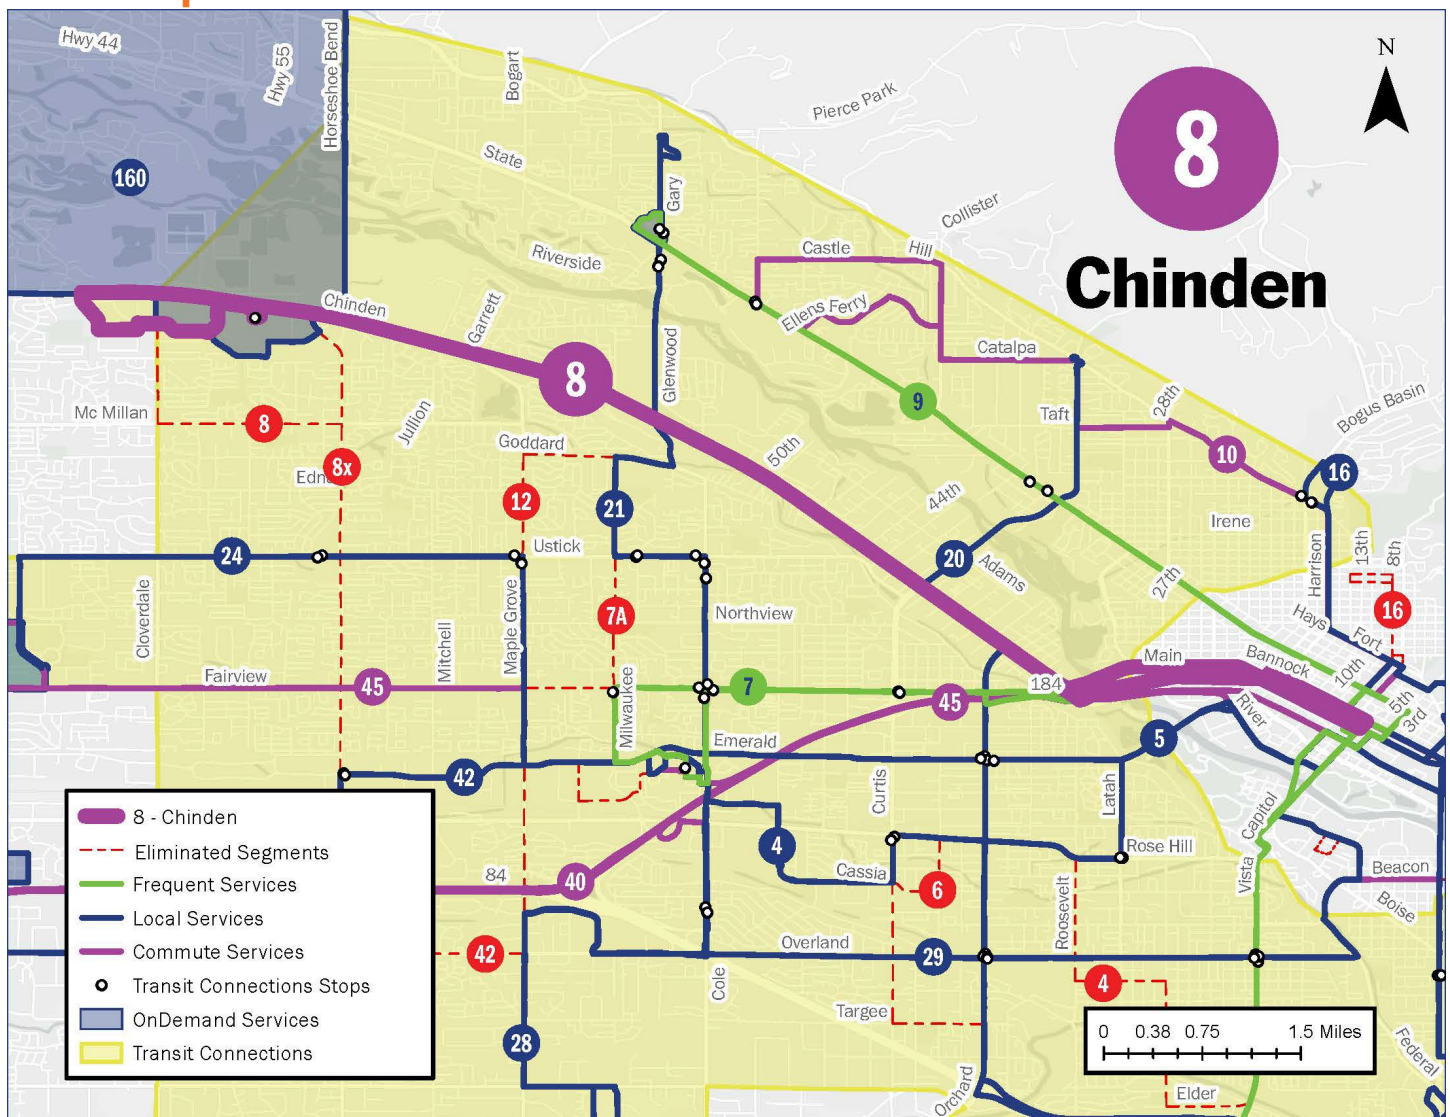 Hwy 44
Hwy 55
Horseshoe Bend
Bogart
Pierce Park
N
8
Chinden
160
State
Gary
Collister
Castle
Hill
Riverside
Ellens Ferry
Chinden
Garrett
Glenwood
Catalpa
8
9
Mc Millan
8
Jullion
Goddard
Taft
28th
Bogus Basin
50th
10
8x
Edna
12
21
44th
16
Irene
24
Ustick
20
Adams
Harrison
13th
8th
27th
Cloverdale
Maple Grove
7A
Northview
16
Hays
Fort
Fairview
45
Mitchell
Milwaukee
7
45
184
Main
Bannock
10th
5th
3rd
River
Emerald
5
42
Curtis
Latah
Capitol
8 - Chinden
Eliminated Segments
Frequent Services
Local Services
Commute Services
Transit Connections Stops
OnDemand Services
Transit Connections
84
40
4
Cassia
6
Rose Hill
Vista
Beacon
Boise
Roosevelt
42
Overland
29
Cole
4
Targee
28
Orchard
0 0.38 0.75 1.5 Miles
Elder
Federal